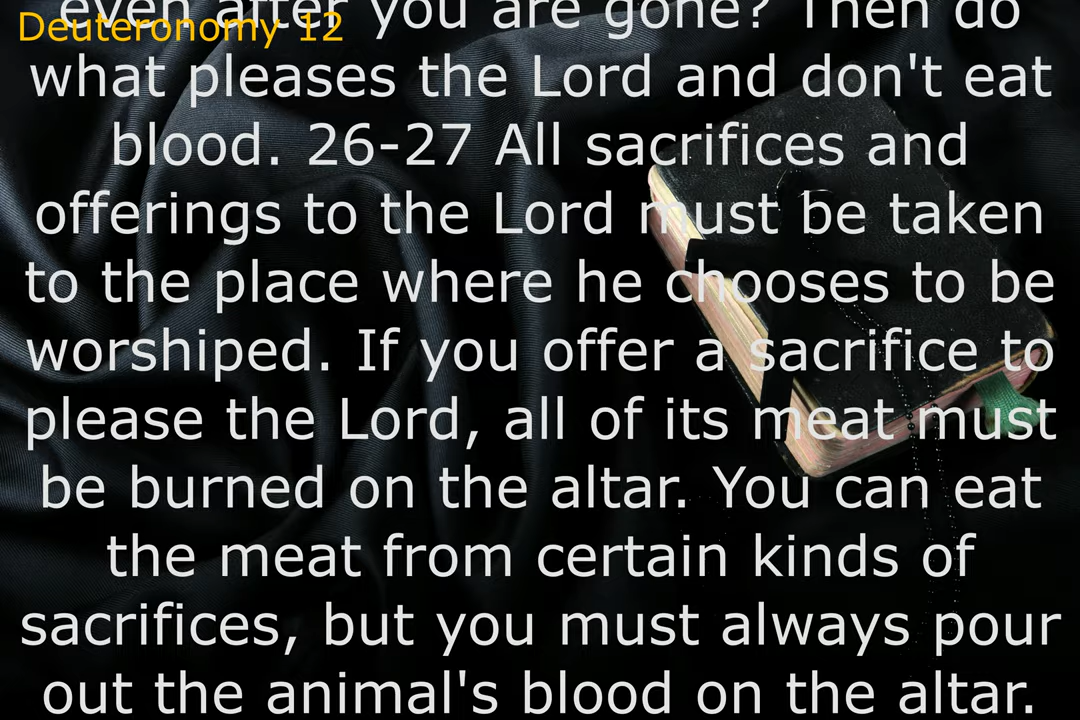 Deuteronomy 12
even after you are gone? Then do
what pleases the Lord and don't eat
blood. 26-27 All sacrifices and
offerings to the Lord must be taken
to the place where he chooses to be
worshiped. If you offer a sacrifice to
please the Lord, all of its meat must
be burned on the altar. You can eat
the meat from certain kinds of
sacrifices, but you must always pour
out the animal's blood on the altar.